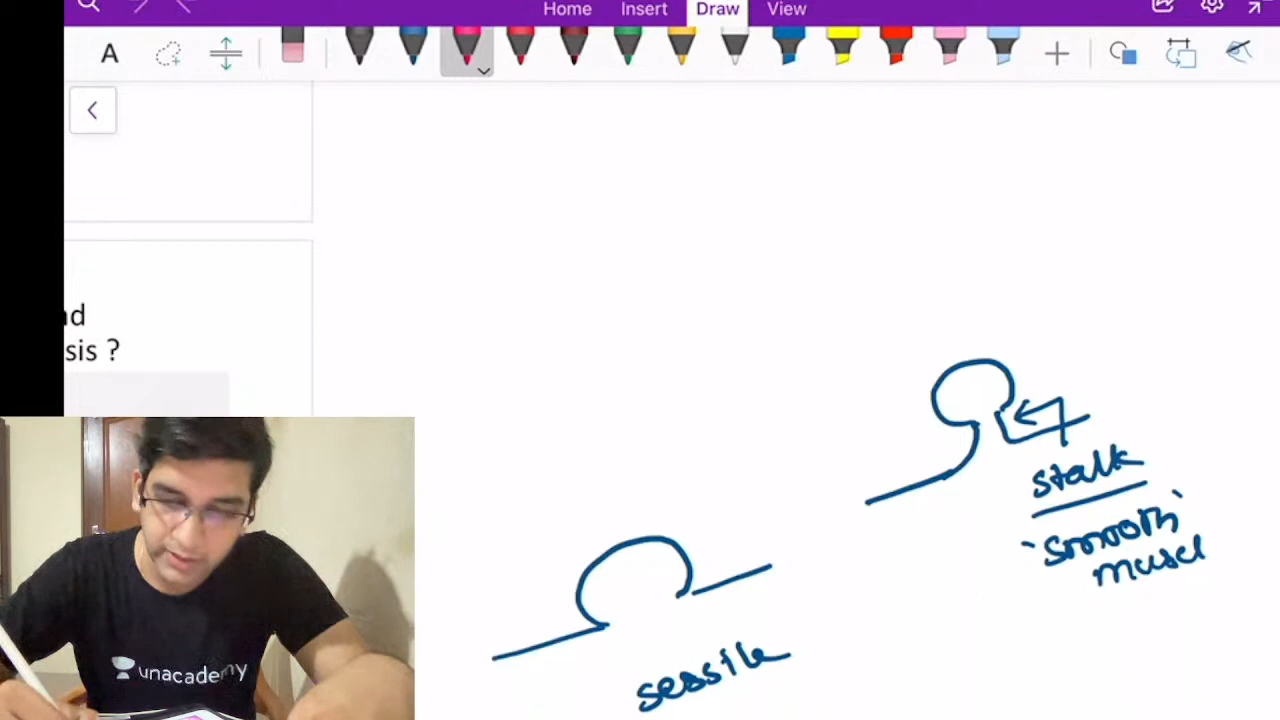 Home Insert Draw View
A
nd
sis ?
stalk
"smooth"
muscl
sessile
unacademy